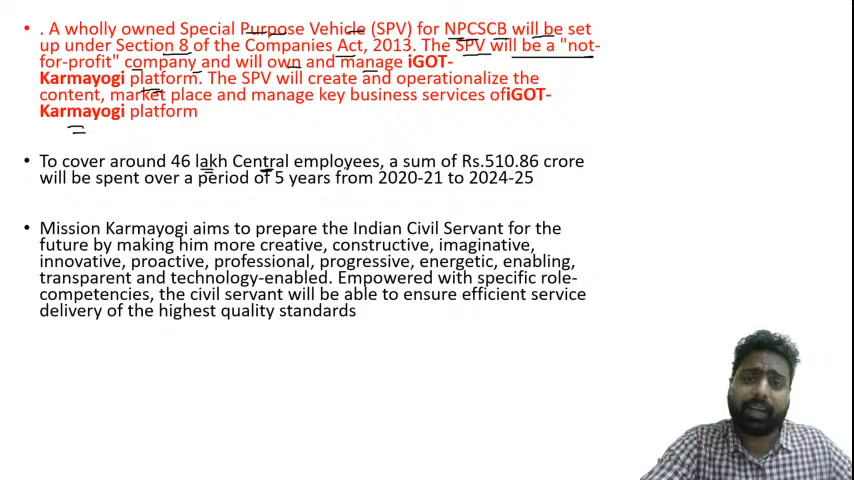 • . A wholly owned Special Purpose Vehicle (SPV) for NPCSCB will be set
up under Section 8 of the Companies Act, 2013. The SPV will be a "not-
for-profit" company and will own and manage iGOT-
Karmayogi platform. The SPV will create and operationalize the
content, market place and manage key business services ofiGOT-
Karmayogi platform
• To cover around 46 lakh Central employees, a sum of Rs.510.86 crore
will be spent over a period of 5 years from 2020-21 to 2024-25
• Mission Karmayogi aims to prepare the Indian Civil Servant for the
future by making him more creative, constructive, imaginative,
innovative, proactive, professional, progressive, energetic, enabling,
transparent and technology-enabled. Empowered with specific role-
competencies, the civil servant will be able to ensure efficient service
delivery of the highest quality standards